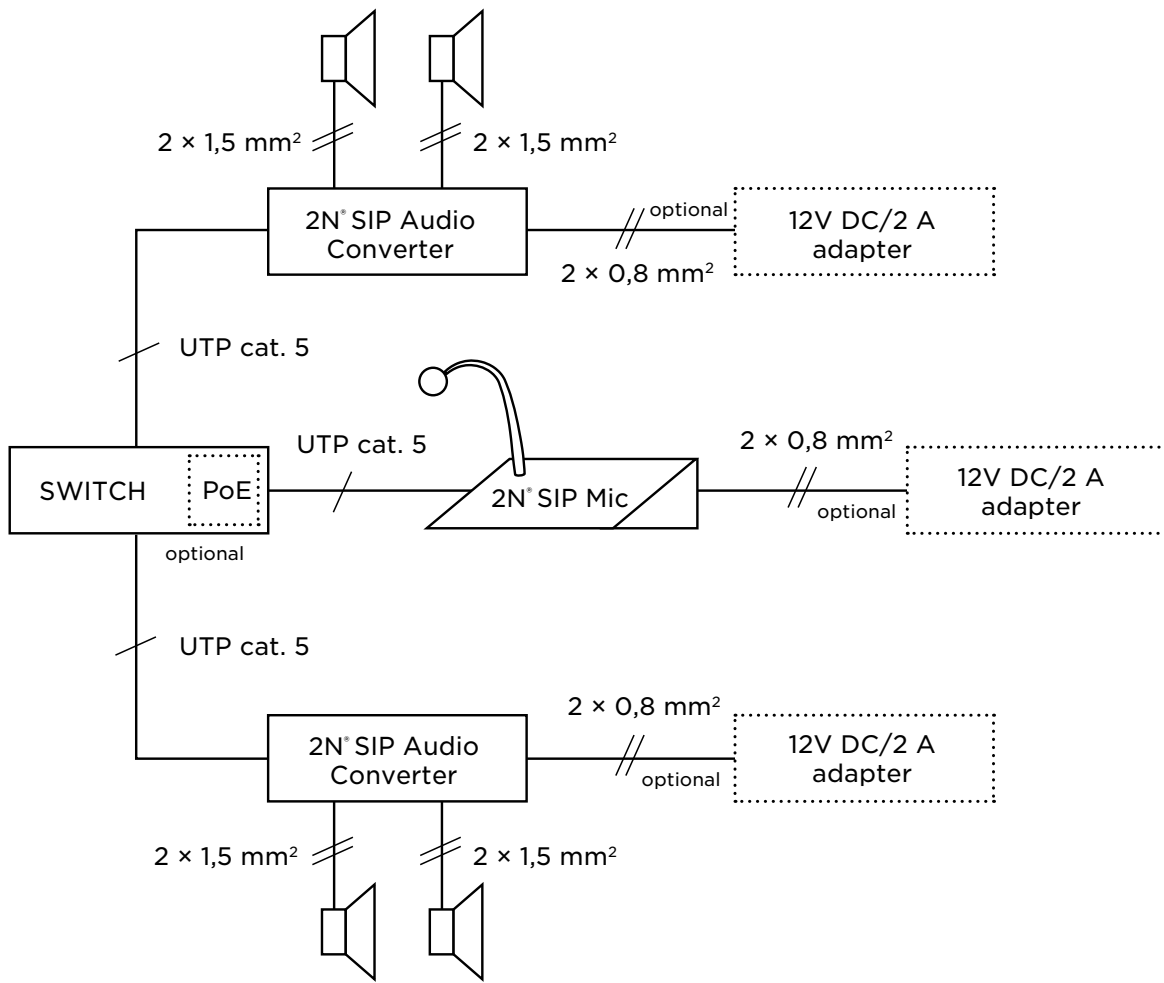 2 × 1,5 mm²
2 × 1,5 mm²
2N® SIP Audio
Converter
optional
2 × 0,8 mm²
12V DC/2 A
adapter
UTP cat. 5
UTP cat. 5
SWITCH
PoE
optional
2N® SIP Mic
2 × 0,8 mm²
optional
12V DC/2 A
adapter
UTP cat. 5
2N® SIP Audio
Converter
2 × 0,8 mm²
optional
12V DC/2 A
adapter
2 × 1,5 mm²
2 × 1,5 mm²